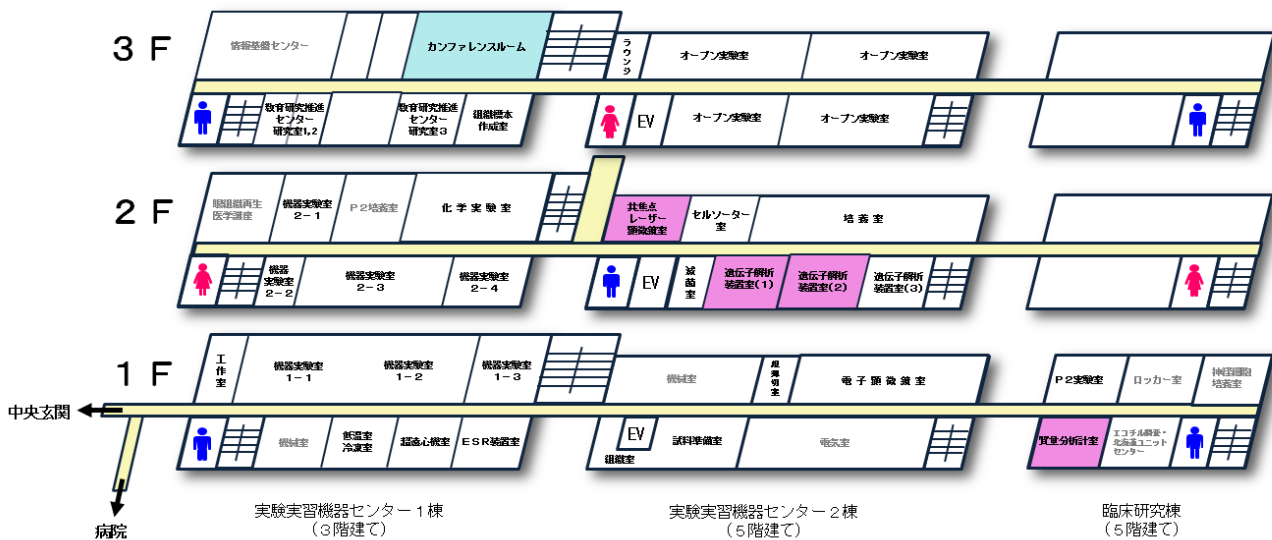 3 F
情報基盤センター
カンファレンスルーム
ラウンジ
オープン実験室
オープン実験室
教育研究推進
センター
研究室1,2
教育研究推進
センター
研究室3
組織標本
作成室
EV
オープン実験室
オープン実験室
2 F
眼組織再生
医学講座
機器実験室
2-1
P2培養室
化学実験室
共焦点
レーザー
顕微鏡室
セルソーター
室
培養室
機器
実験室
2-2
機器実験室
2-3
機器実験室
2-4
EV
滅菌室
遺伝子解析
装置室(1)
遺伝子解析
装置室(2)
遺伝子解析
装置室(3)
1 F
工作室
機器実験室
1-1
機器実験室
1-2
機器実験室
1-3
機械室
超薄切室
電子顕微鏡室
P2実験室
ロッカー室
神経細胞
培養室
中央玄関
機械室
低温室
冷凍室
超遠心機室
ESR装置室
EV
組織室
試料準備室
電気室
質量分析計室
エコチル調査・
北海道ユニット
センター
病院
実験実習機器センター1棟
(3階建て)
実験実習機器センター2棟
(5階建て)
臨床研究棟
(5階建て)